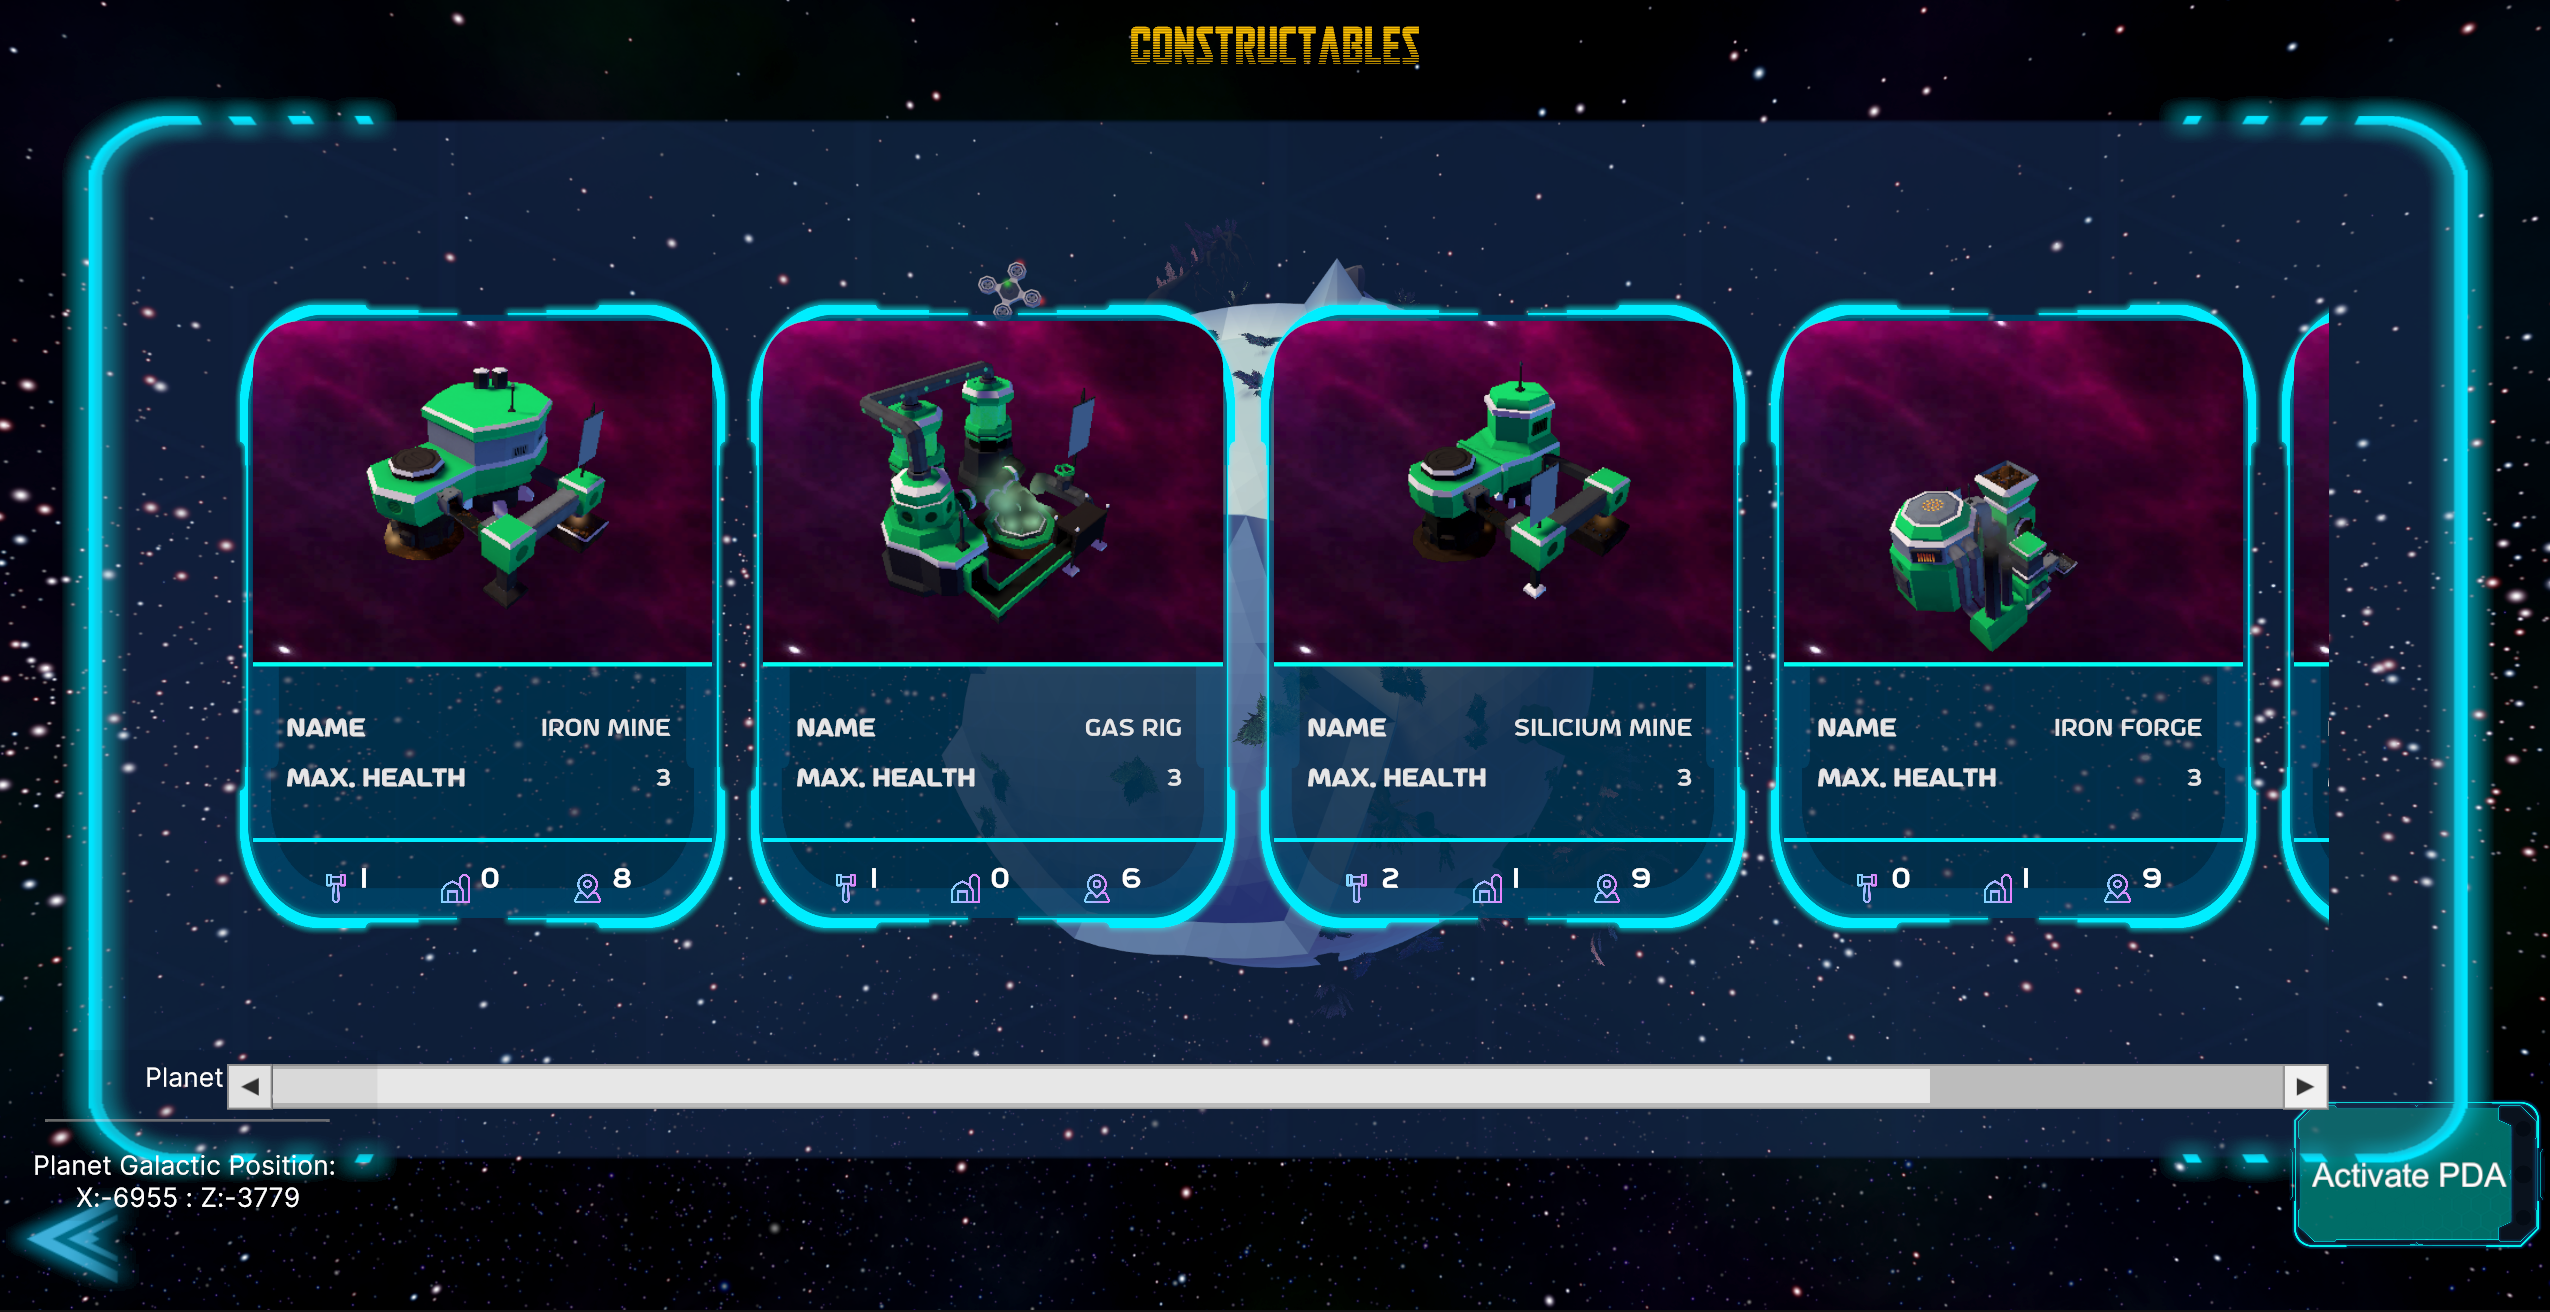 CONSTRUCTABLES
NAME IRON MINE
MAX. HEALTH 3
1 0 8
NAME GAS RIG
MAX. HEALTH 3
1 0 6
NAME SILICIUM MINE
MAX. HEALTH 3
2 1 9
NAME IRON FORGE
MAX. HEALTH 3
0 1 9
Planet
Planet Galactic Position:
X:-6955 : Z:-3779
Activate PDA